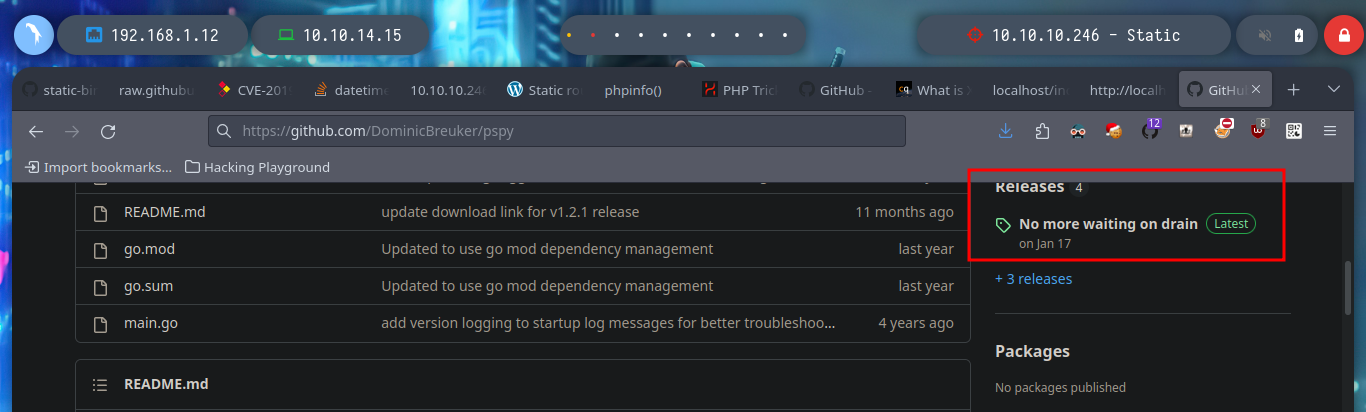 192.168.1.12
10.10.14.15
10.10.10.246 – Static
static-bin
raw.githubu
CVE-201
datetime
10.10.10.24
Static ro
phpinfo()
PHP Tric
GitHub -
What is X
localhost/in
http://localh
GitHub
https://github.com/DominicBreuker/pspy
12
8
Import bookmarks...
Hacking Playground
README.md
update download link for v1.2.1 release
11 months ago
go.mod
Updated to use go mod dependency management
last year
go.sum
Updated to use go mod dependency management
last year
main.go
add version logging to startup log messages for better troubleshoo...
4 years ago
README.md
Releases 4
No more waiting on drain
Latest
on Jan 17
+ 3 releases
Packages
No packages published